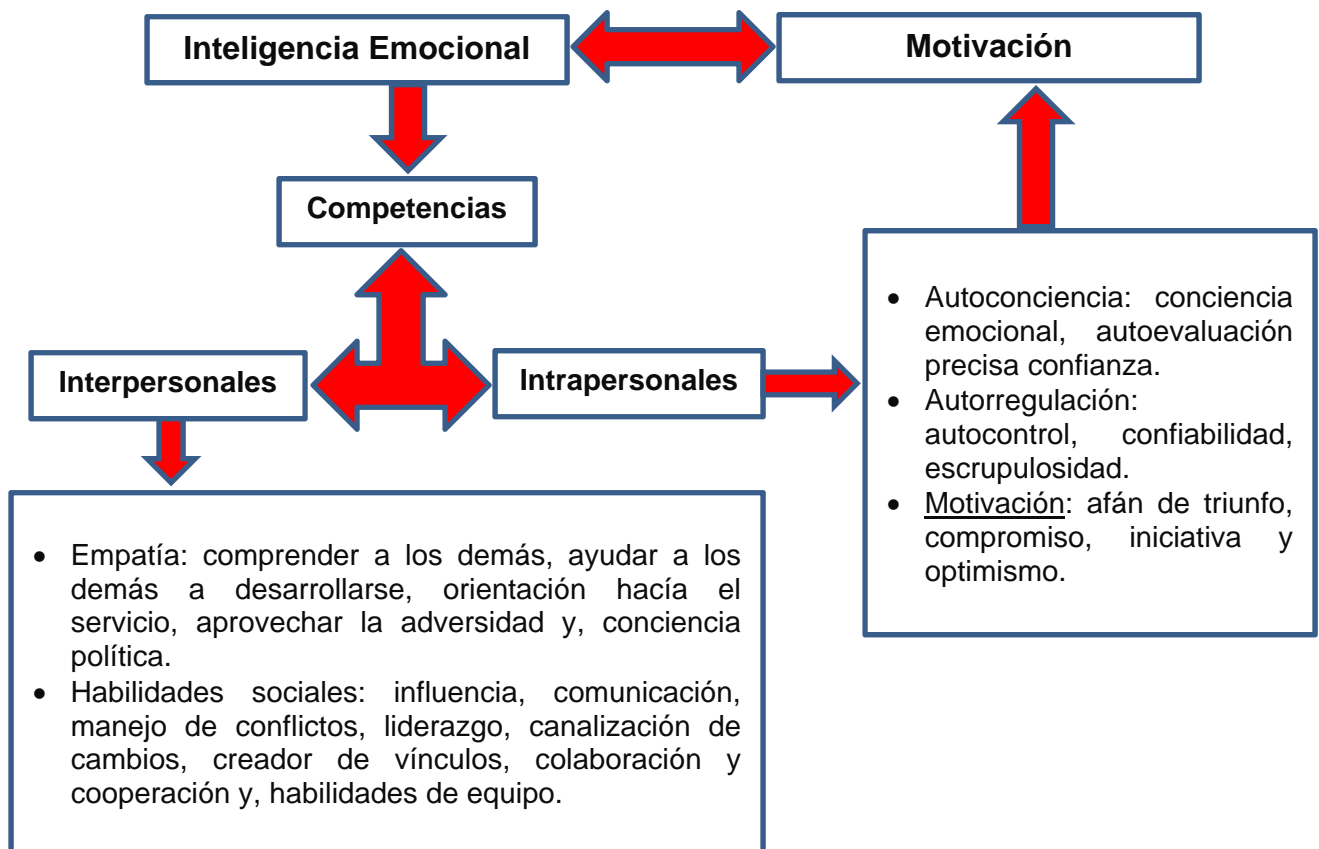 Inteligencia Emocional
Motivación
Competencias
Interpersonales
Intrapersonales
• Autoconciencia: conciencia
emocional, autoevaluación
precisa confianza.
• Autorregulación:
autocontrol, confiabilidad,
escrupulosidad.
• Motivación: afán de triunfo,
compromiso, iniciativa y
optimismo.
• Empatía: comprender a los demás, ayudar a los
demás a desarrollarse, orientación hacía el
servicio, aprovechar la adversidad y, conciencia
política.
• Habilidades sociales: influencia, comunicación,
manejo de conflictos, liderazgo, canalización de
cambios, creador de vínculos, colaboración y
cooperación y, habilidades de equipo.